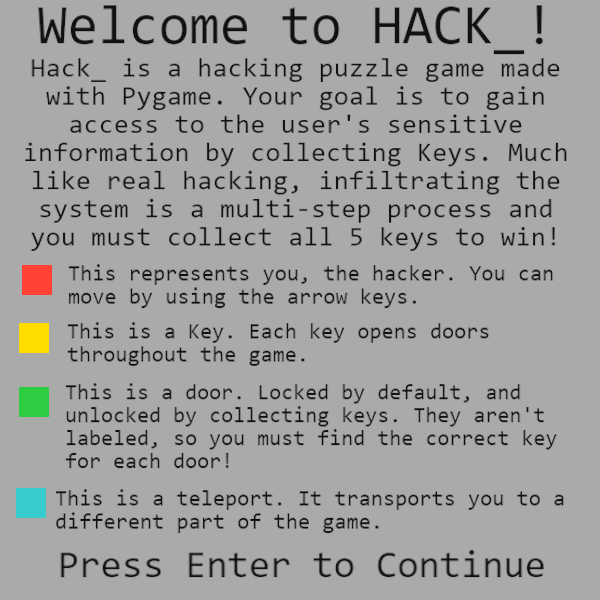 Welcome to HACK_!
Hack_ is a hacking puzzle game made
with Pygame. Your goal is to gain
access to the user's sensitive
information by collecting Keys. Much
like real hacking, infiltrating the
system is a multi-step process and
you must collect all 5 keys to win!
This represents you, the hacker. You can
move by using the arrow keys.
This is a Key. Each key opens doors
throughout the game.
This is a door. Locked by default, and
unlocked by collecting keys. They aren't
labeled, so you must find the correct key
for each door!
This is a teleport. It transports you to a
different part of the game.
Press Enter to Continue